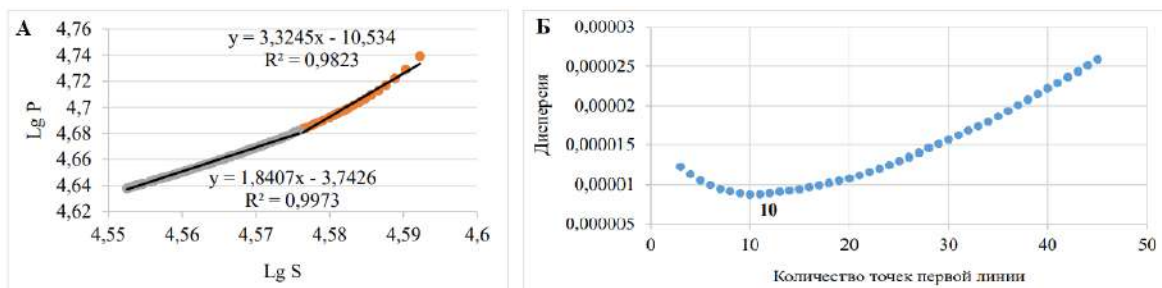 А
4,76
4,74
4,72
4,7
4,68
4,66
4,64
4,62
Lg P
y = 3,3245x - 10,534
R² = 0,9823
y = 1,8407x - 3,7426
R² = 0,9973
4,55
4,56
4,57
4,58
4,59
4,6
Lg S
Б
0,00003
0,000025
0,00002
0,000015
0,00001
0,000005
Дисперсия
10
0
10
20
30
40
50
Количество точек первой линии